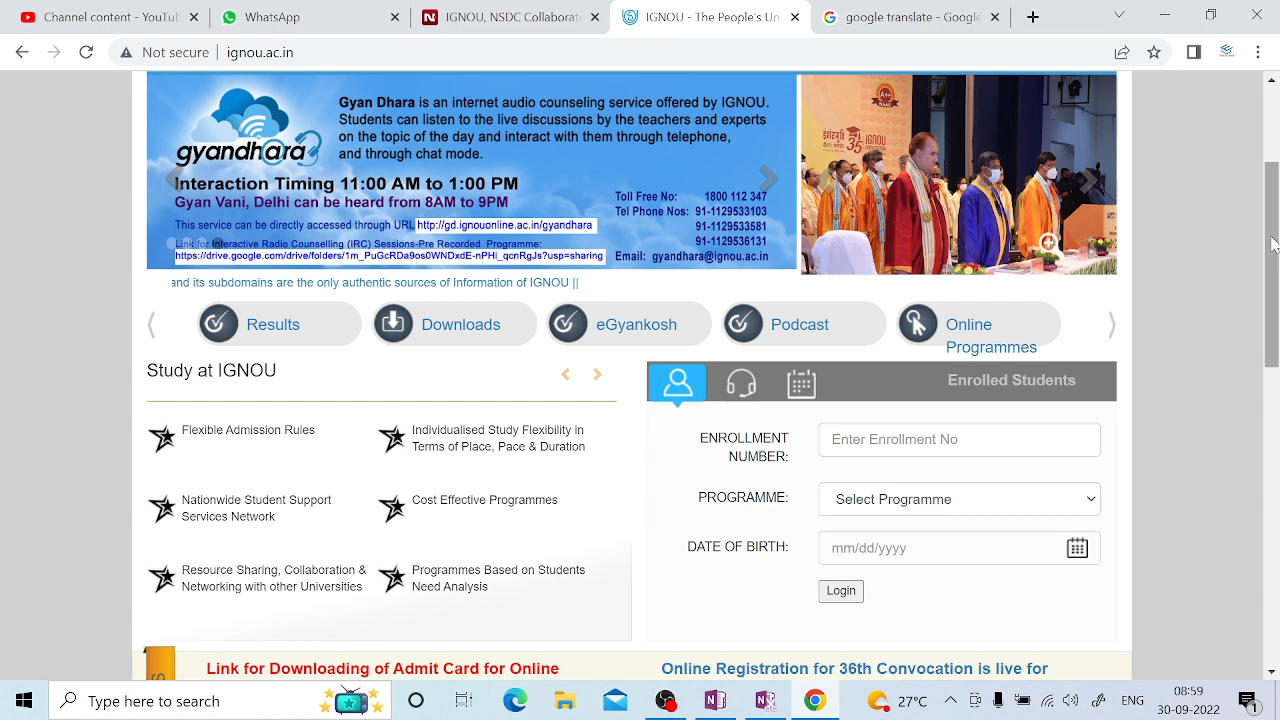 Channel content - YouTu
WhatsApp
IGNOU, NSDC Collaborate
IGNOU - The People's Un
google translate - Google
Not secure
ignou.ac.in
gyandhara
Gyan Dhara is an internet audio counseling service offered by IGNOU.
Students can listen to the live discussions by the teachers and experts
on the topic of the day and interact with them through telephone,
and through chat mode.
Interaction Timing 11:00 AM to 1:00 PM
Gyan Vani, Delhi can be heard from 8AM to 9PM
This service can be directly accessed through URL http://gd.ignouonline.ac.in/gyandhara
Link for Interactive Radio Counselling (IRC) Sessions-Pre Recorded Programme:
https://drive.google.com/drive/folders/1m_PuGcRDa9os0WNDxdE-nPHi_qcnRgJs?usp=sharing
Toll Free No: 1800 112 347
Tel Phone Nos: 91-1129533103
91-1129533581
91-1129536131
Email: gyandhara@ignou.ac.in
A++
NAAC
35 IGNOU
and its subdomains are the only authentic sources of Information of IGNOU ||
Results
Downloads
eGyankosh
Podcast
Online
Programmes
Study at IGNOU
Flexible Admission Rules
Individualised Study Flexibility in
Terms of Place, Pace & Duration
Nationwide Student Support
Services Network
Cost Effective Programmes
Resource Sharing, Collaboration &
Networking with other Universities
Programmes Based on Students
Need Analysis
Enrolled Students
ENROLLMENT
NUMBER:
Enter Enrollment No
PROGRAMME:
Select Programme
DATE OF BIRTH:
mm/dd/yyyy
Login
Link for Downloading of Admit Card for Online
Online Registration for 36th Convocation is live for
Type here to search
27°C
ENG
08:59
30-09-2022
1